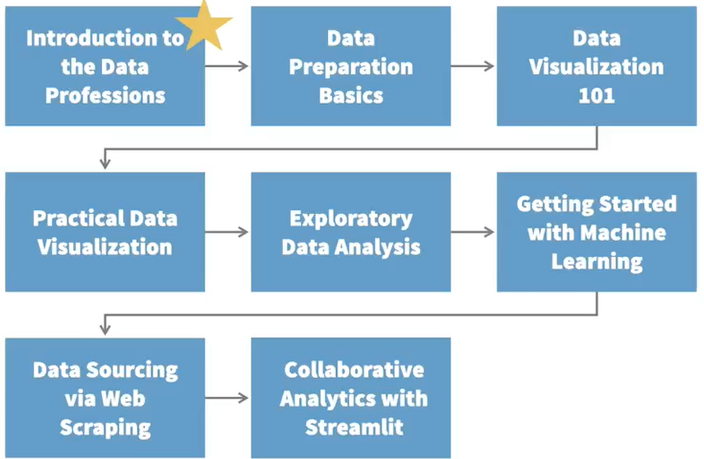 Introduction to
the Data
Professions
Data
Preparation
Basics
Data
Visualization
101
Practical Data
Visualization
Exploratory
Data Analysis
Getting Started
with Machine
Learning
Data Sourcing
via Web
Scraping
Collaborative
Analytics with
Streamlit